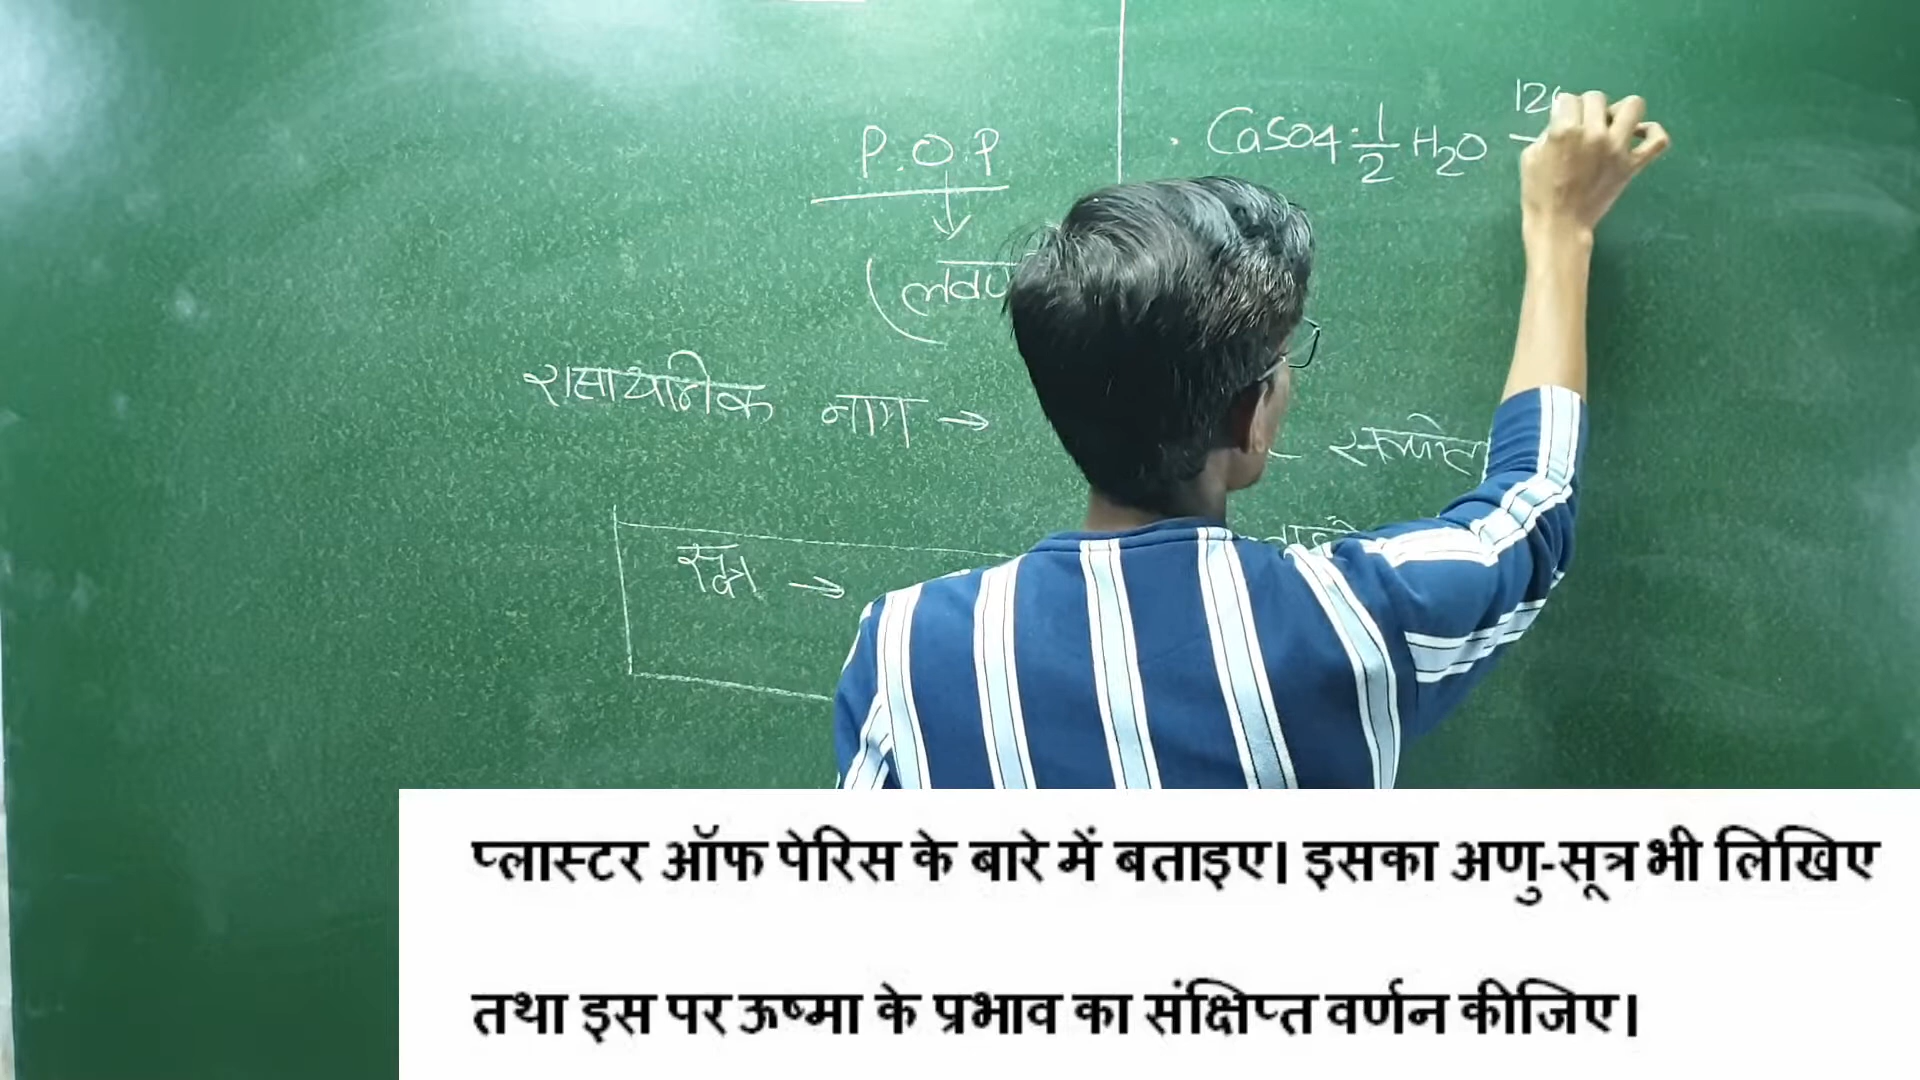 P.O.P
CaSO4·1/2 H2O
रासायनिक नाम →
सूत्र →
प्लास्टर ऑफ पेरिस के बारे में बताइए। इसका अणु-सूत्र भी लिखिए
तथा इस पर ऊष्मा के प्रभाव का संक्षिप्त वर्णन कीजिए।